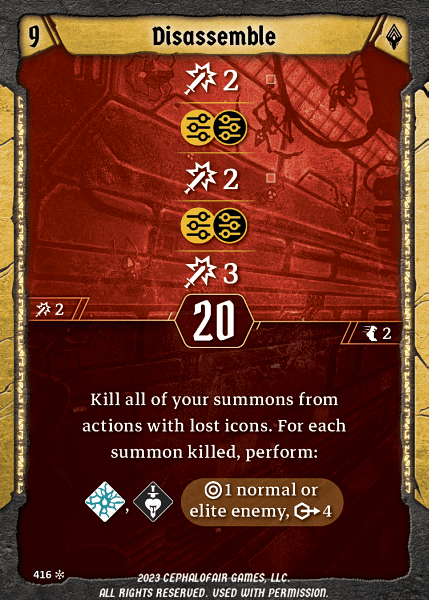 9 Disassemble
2
2
3
20
2
2
Kill all of your summons from
actions with lost icons. For each
summon killed, perform:
, 1 normal or
elite enemy, 4
416
2023 CEPHALOFAIR GAMES, LLC.
ALL RIGHTS RESERVED. USED WITH PERMISSION.